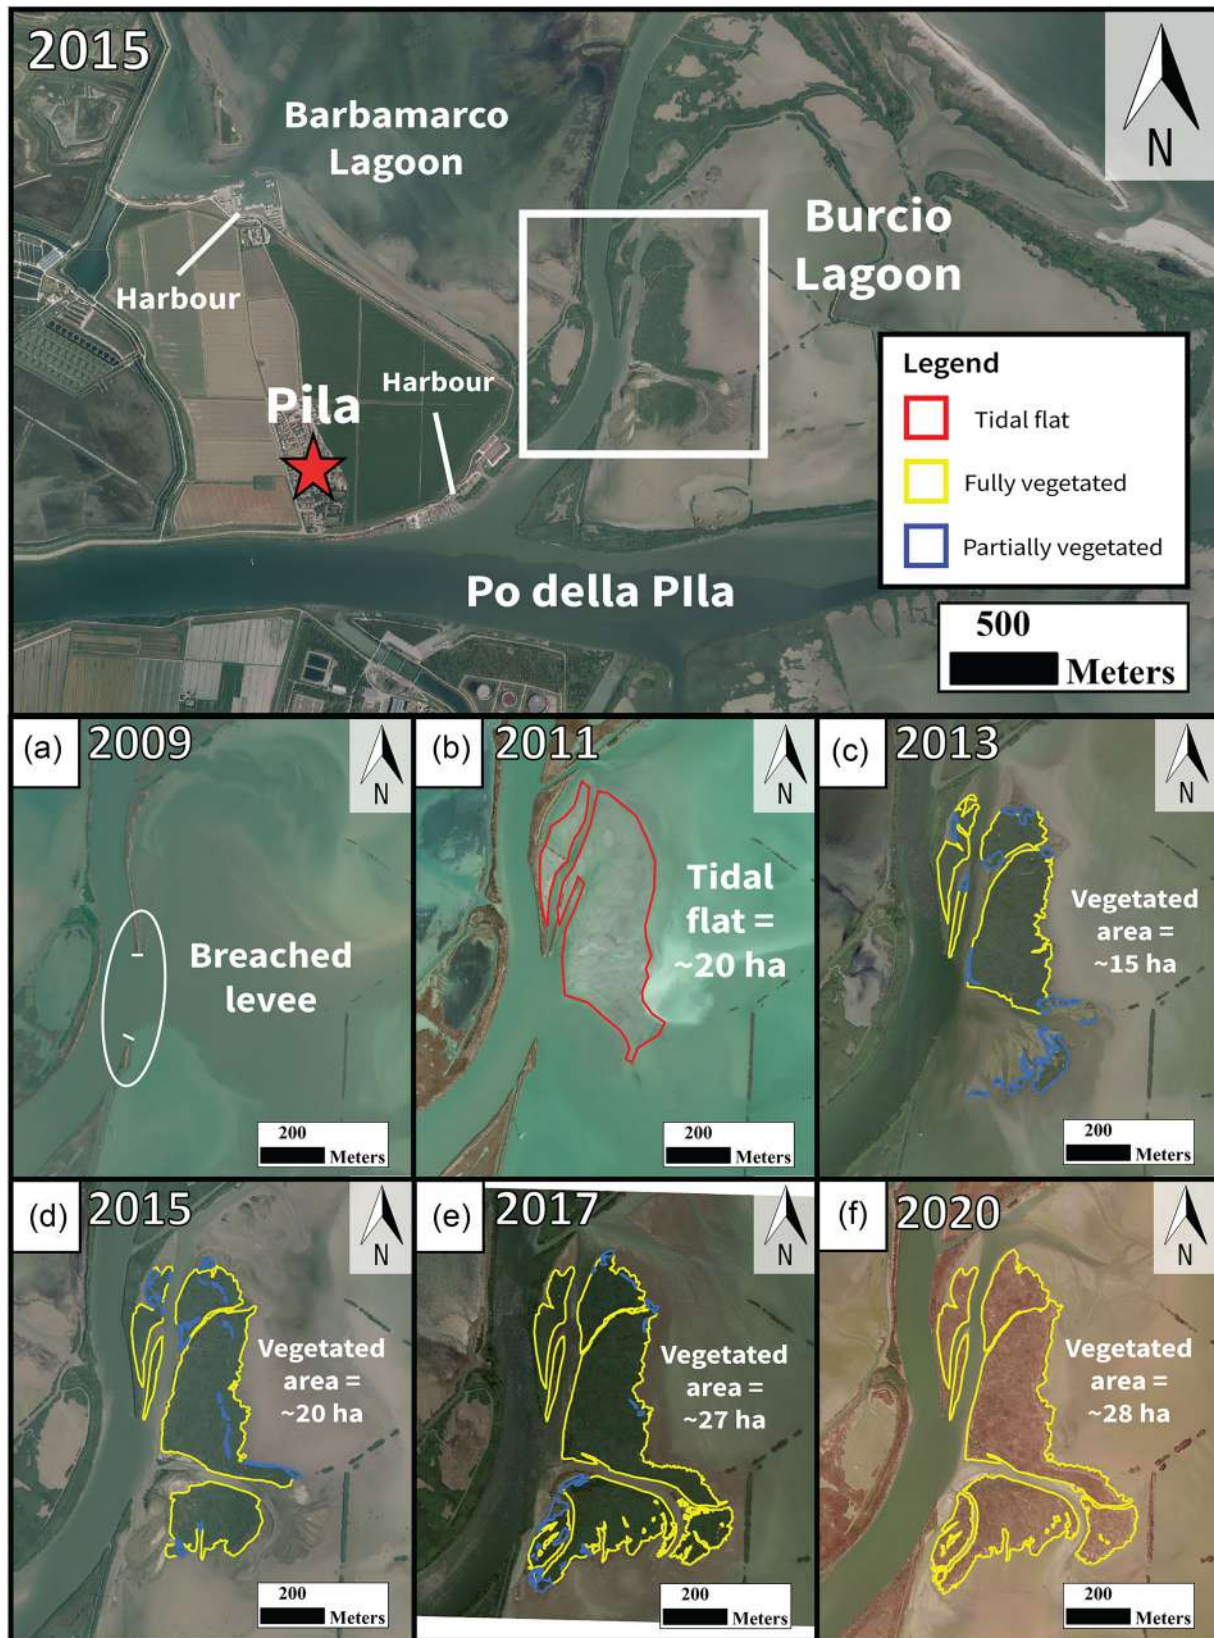 2015
N
Barbamarco
Lagoon
Burcio
Lagoon
Harbour
Harbour
Pila
Legend
Tidal flat
Fully vegetated
Partially vegetated
Po della PIla
500
Meters
(a) 2009
N
Breached
levee
200
Meters
(b) 2011
N
Tidal
flat =
~20 ha
200
Meters
(c) 2013
N
Vegetated
area =
~15 ha
200
Meters
(d) 2015
N
Vegetated
area =
~20 ha
200
Meters
(e) 2017
N
Vegetated
area =
~27 ha
200
Meters
(f) 2020
N
Vegetated
area =
~28 ha
200
Meters